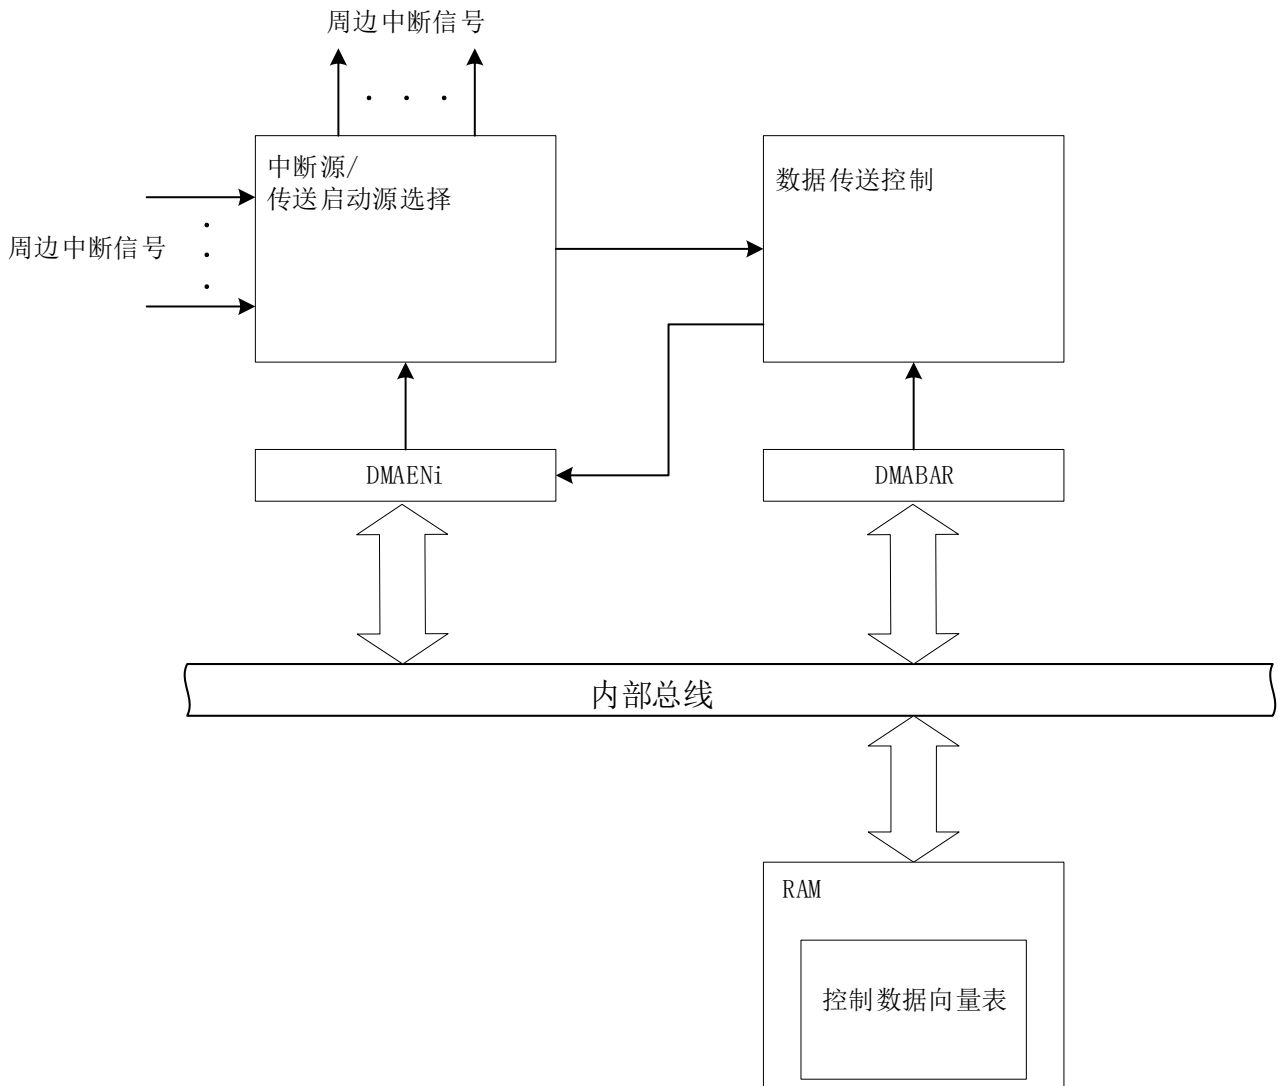 周边中断信号
中断源/
传送启动源选择
数据传送控制
周边中断信号
DMAENi
DMABAR
内部总线
RAM
控制数据向量表